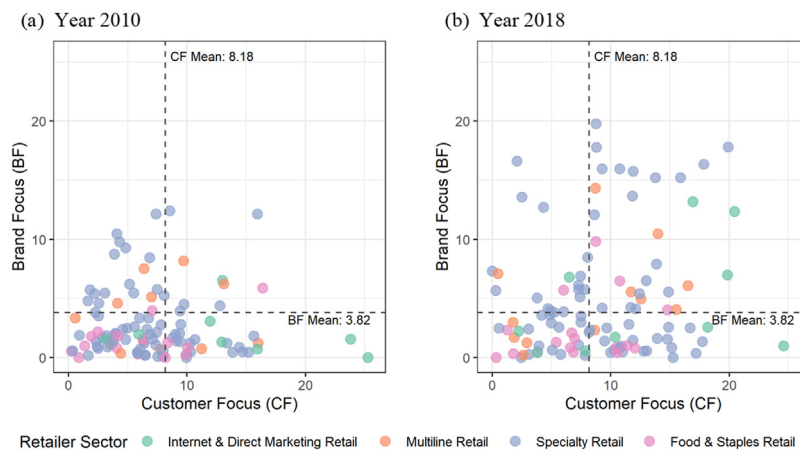 (a) Year 2010
(b) Year 2018
CF Mean: 8.18
CF Mean: 8.18
Brand Focus (BF)
20
10
0
BF Mean: 3.82
0
10
20
Customer Focus (CF)
Brand Focus (BF)
20
10
0
BF Mean: 3.82
0
10
20
Customer Focus (CF)
Retailer Sector
Internet & Direct Marketing Retail
Multiline Retail
Specialty Retail
Food & Staples Retail